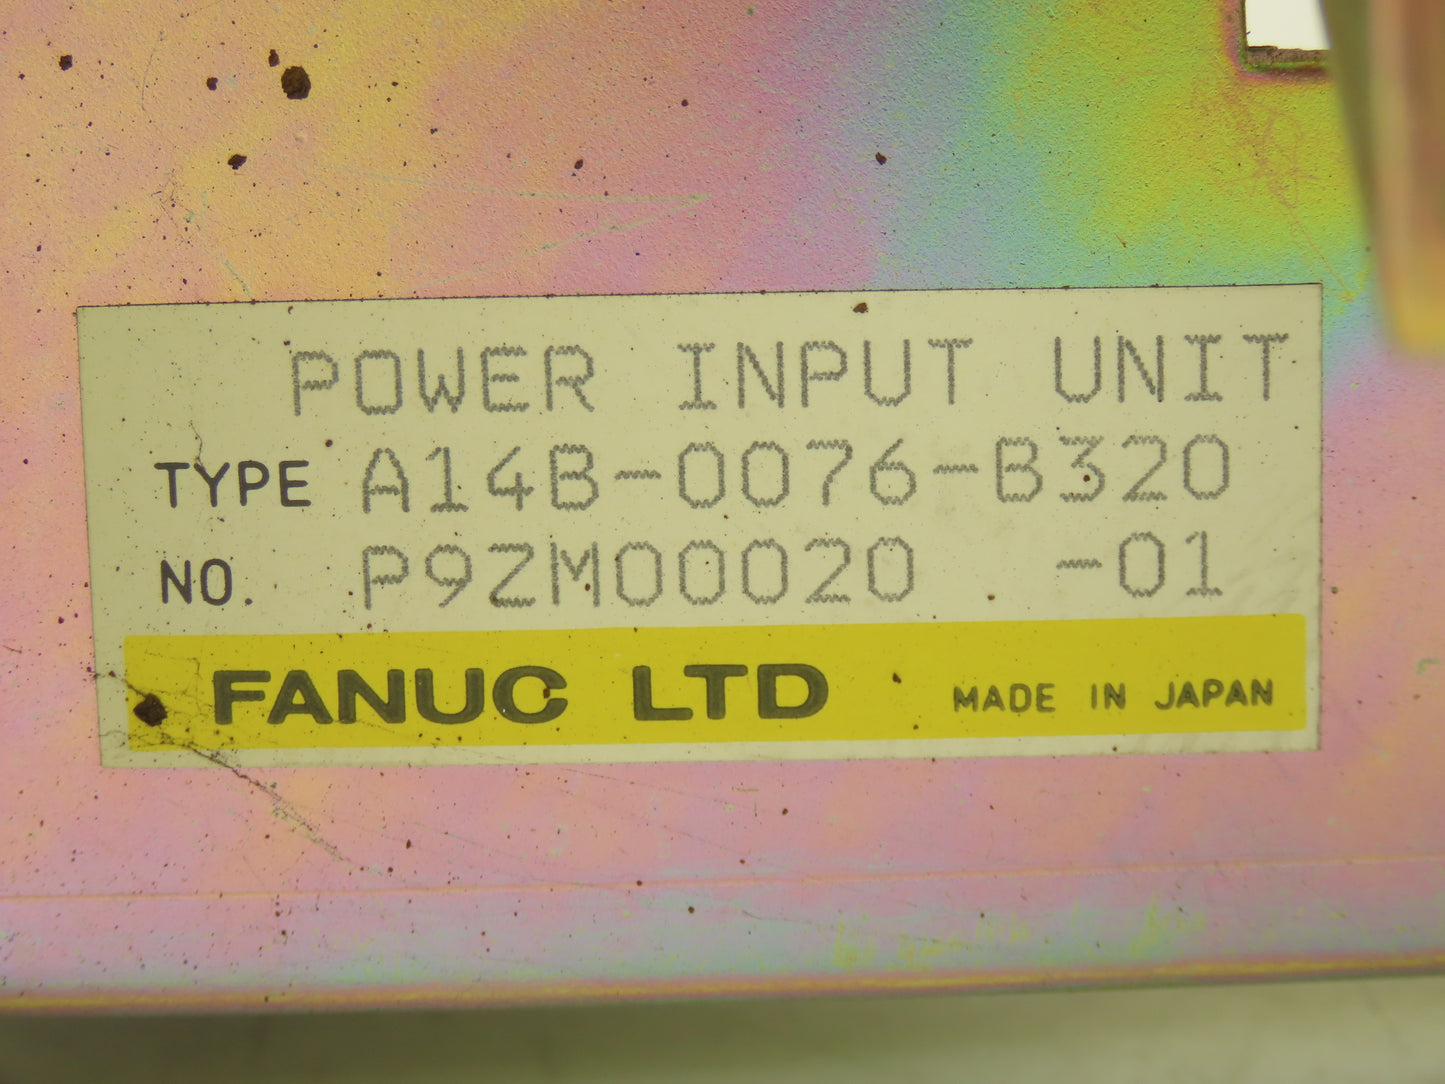 POWER INPUT UNIT
TYPE A14B-0076-B320
NO. P9ZM00020 -01
FANUC LTD MADE IN JAPAN